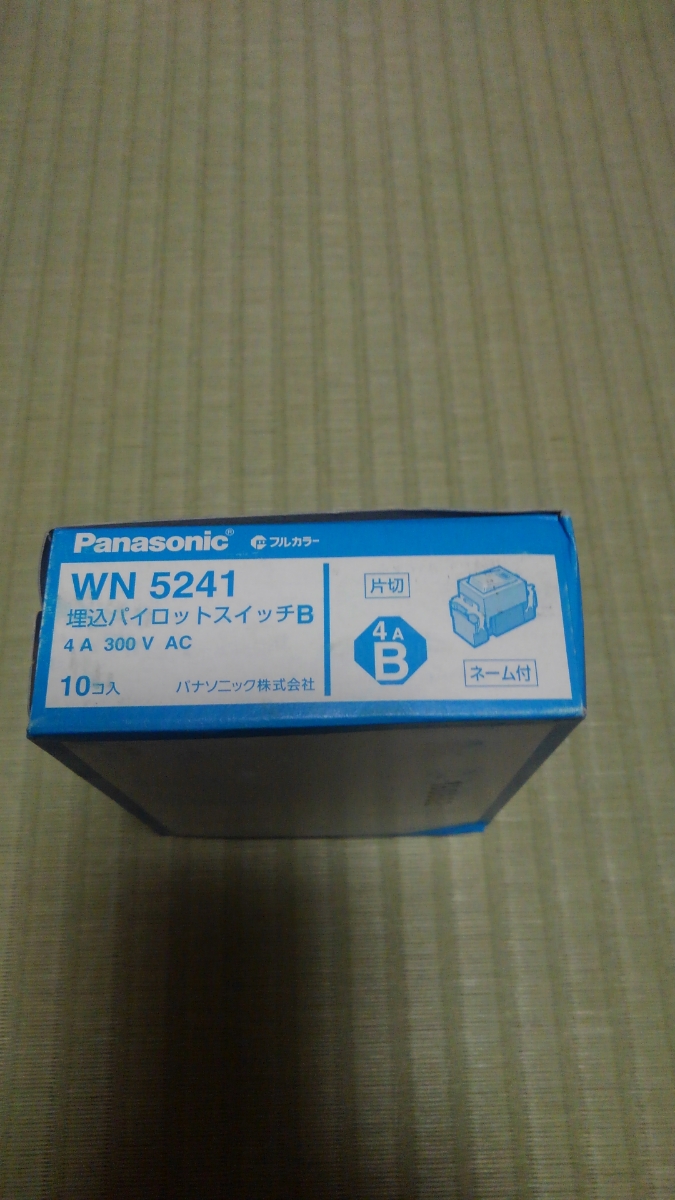 Panasonic® フルカラー
WN 5241
埋込パイロットスイッチB
4 A 300 V AC
10コ入 パナソニック株式会社
片切
4 A
B
ネーム付